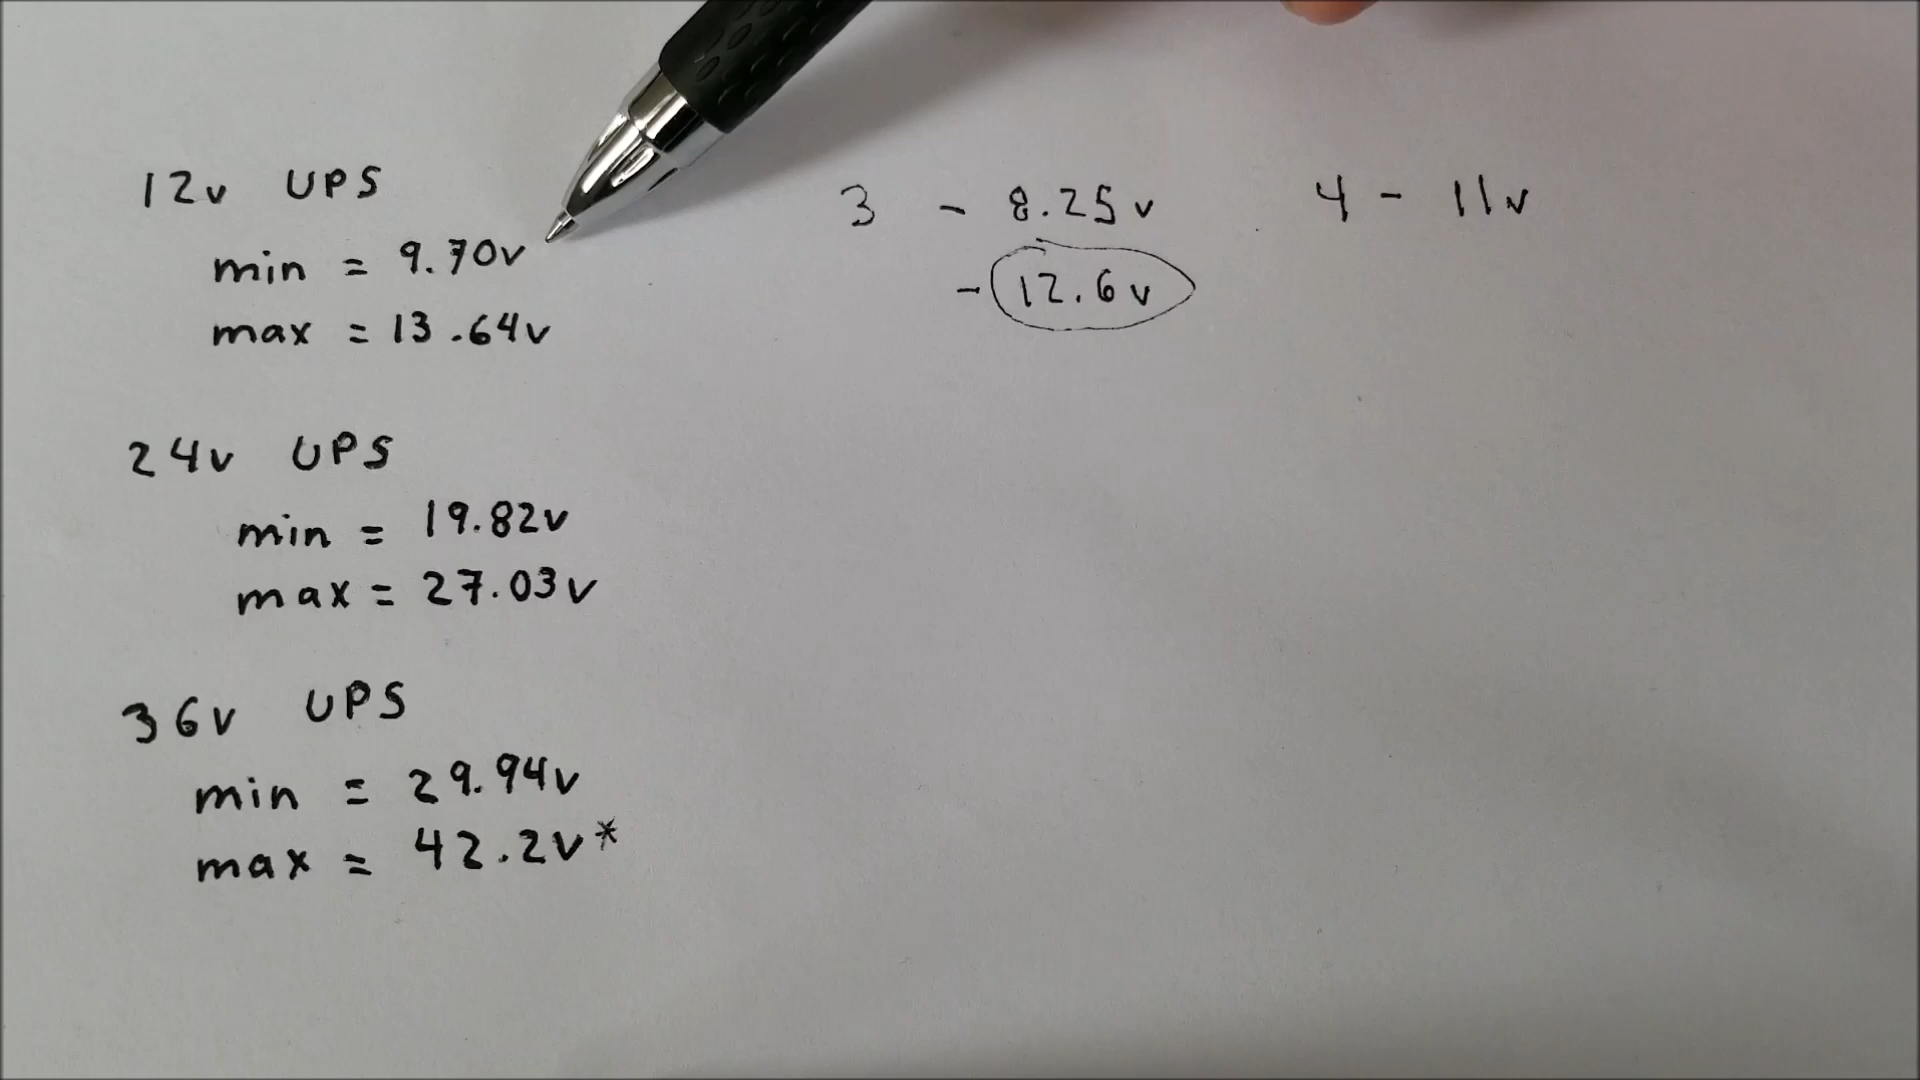 12v UPS
min = 9.70v
max = 13.64v
24v UPS
min = 19.82v
max = 27.03v
36v UPS
min = 29.94v
max = 42.2v*
3 - 8.25v
- 12.6v
4 - 11v